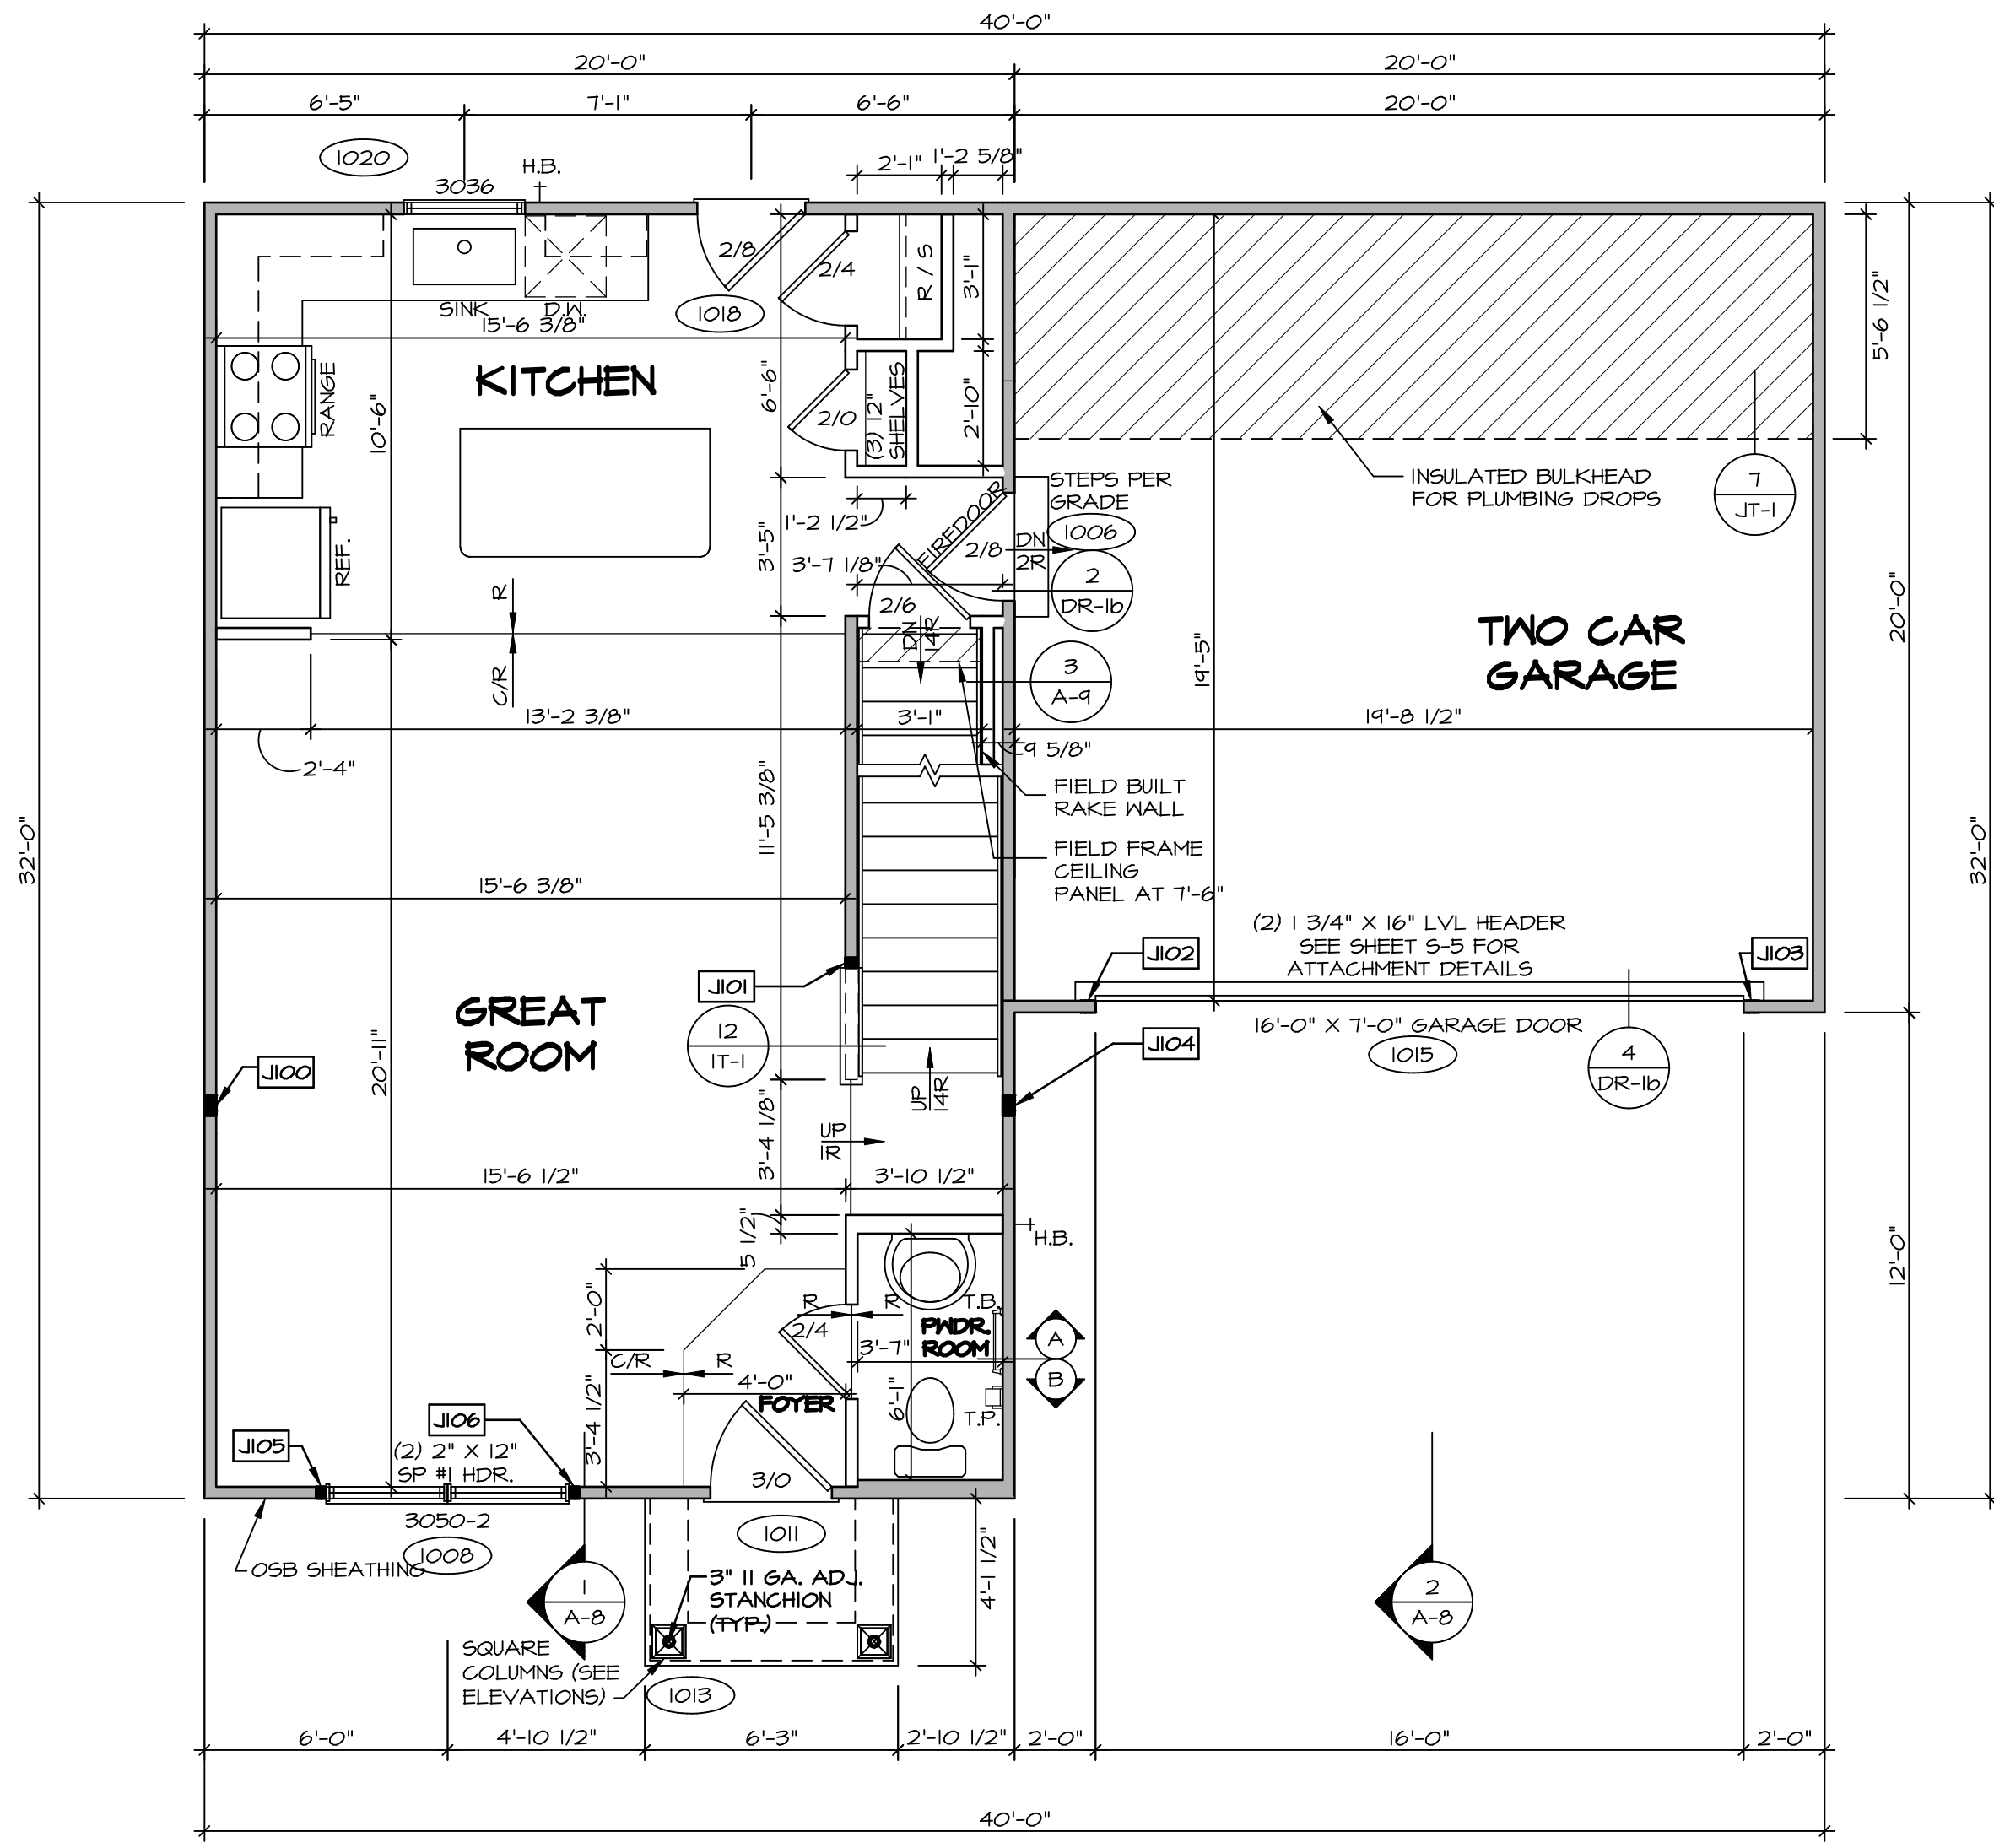 40'-0"
20'-0"
20'-0"
6'-5"
7'-1"
6'-6"
20'-0"
1020
H.B.
3036
2'-1"
1'-2 5/8"
2/8
2/4
R / S
3'-1"
SINK
D.W.
1018
15'-6 3/8"
RANGE
KITCHEN
10'-6"
6'-6"
2/0
(3) 12"
SHELVES
2'-10"
5'-6 1/2"
INSULATED BULKHEAD
FOR PLUMBING DROPS
7
JT-1
STEPS PER
GRADE
1006
1'-2 1/2"
FIREDOOR
2/8
DN
2R
3'-5"
3'-7 1/8"
2
DR-1b
REF.
R
C/R
2/6
DN
14R
3
A-9
TWO CAR
GARAGE
20'-0"
19'-5"
13'-2 3/8"
3'-1"
19'-8 1/2"
9 5/8"
2'-4"
FIELD BUILT
RAKE WALL
11'-5 3/8"
FIELD FRAME
CEILING
PANEL AT 7'-6"
32'-0"
32'-0"
15'-6 3/8"
(2) 1 3/4" X 16" LVL HEADER
SEE SHEET S-5 FOR
ATTACHMENT DETAILS
J102
J103
J101
GREAT
ROOM
12
IT-1
16'-0" X 7'-0" GARAGE DOOR
1015
4
DR-1b
J104
J100
20'-11"
UP
14R
UP
1R
3'-4 1/8"
15'-6 1/2"
3'-10 1/2"
5 1/2"
H.B.
12'-0"
2'-0"
R
R
T.B.
2/4
PWDR.
ROOM
A
B
C/R
R
3'-7"
4'-0"
FOYER
6'-1"
T.P.
3'-4 1/2"
J106
J105
(2) 2" X 12"
SP #1 HDR.
3/0
3050-2
1008
OSB SHEATHING
1011
4'-1 1/2"
1
A-8
3" 11 GA. ADJ.
STANCHION
(TYP.)
2
A-8
SQUARE
COLUMNS (SEE
ELEVATIONS)
1013
6'-0"
4'-10 1/2"
6'-3"
2'-10 1/2"
2'-0"
16'-0"
2'-0"
40'-0"